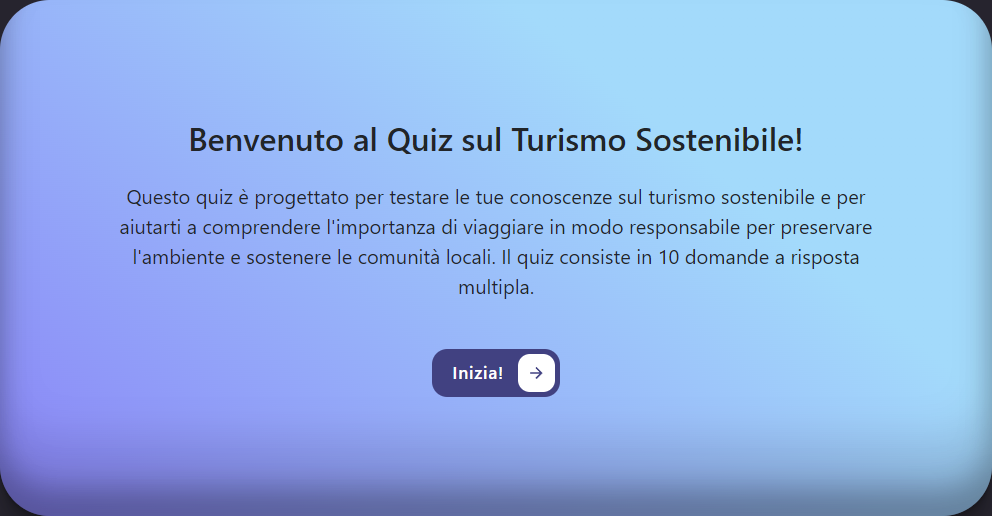 Benvenuto al Quiz sul Turismo Sostenibile!
Questo quiz è progettato per testare le tue conoscenze sul turismo sostenibile e per
aiutarti a comprendere l'importanza di viaggiare in modo responsabile per preservare
l'ambiente e sostenere le comunità locali. Il quiz consiste in 10 domande a risposta
multipla.
Inizia!